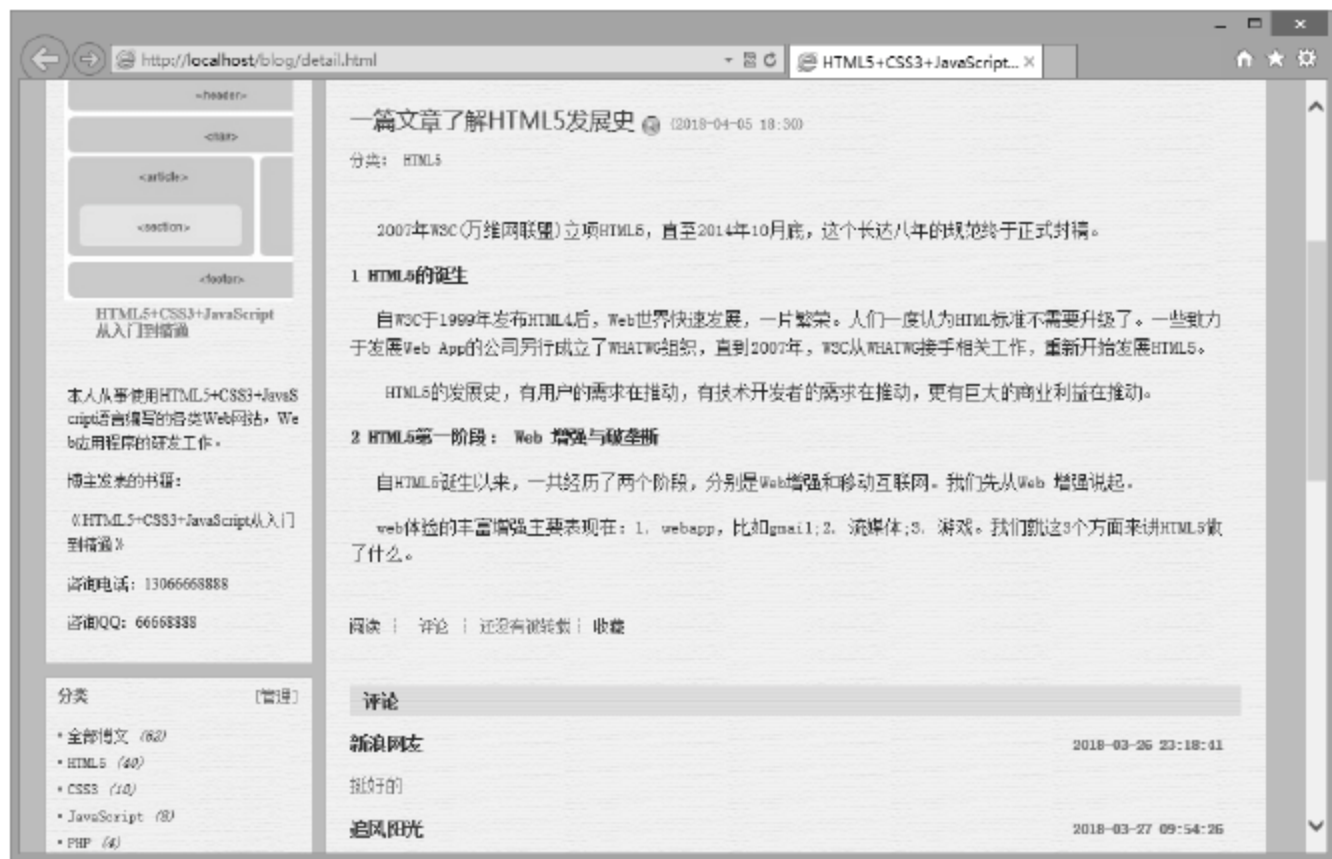 http://localhost/blog/detail.html
HTML5+CSS3+JavaScript...
<header>
<nav>
<article>
<section>
<footer>
HTML5+CSS3+JavaScript
从入门到精通
本人从事使用HTML5+CSS3+JavaS
cript语言编写的各类Web网站，We
b应用程序的研发工作。
博主发表的书籍：
《HTML5+CSS3+JavaScript从入门
到精通》
咨询电话：13066668888
咨询QQ：66668888
分类 [管理]
全部博文 (62)
HTML5 (40)
CSS3 (10)
JavaScript (8)
PHP (4)
一篇文章了解HTML5发展史 (2018-04-05 18:30)
分类： HTML5
2007年W3C(万维网联盟)立项HTML5，直至2014年10月底，这个长达八年的规范终于正式封稿。
1 HTML5的诞生
自W3C于1999年发布HTML4后，Web世界快速发展，一片繁荣。人们一度认为HTML标准不需要升级了。一些致力
于发展Web App的公司另行成立了WHATWG组织，直到2007年，W3C从WHATWG接手相关工作，重新开始发展HTML5。
HTML5的发展史，有用户的需求在推动，有技术开发者的需求在推动，更有巨大的商业利益在推动。
2 HTML5第一阶段： Web 增强与破垄断
自HTML5诞生以来，一共经历了两个阶段，分别是Web增强和移动互联网。我们先从Web 增强说起。
web体验的丰富增强主要表现在：1. webapp，比如gmail;2. 流媒体;3. 游戏。我们就这3个方面来讲HTML5做
了什么。
阅读 ┆ 评论 ┆ 还没有被转载┆ 收藏
评论
新浪网友 2018-03-26 23:18:41
挺好的
追风阳光 2018-03-27 09:54:26